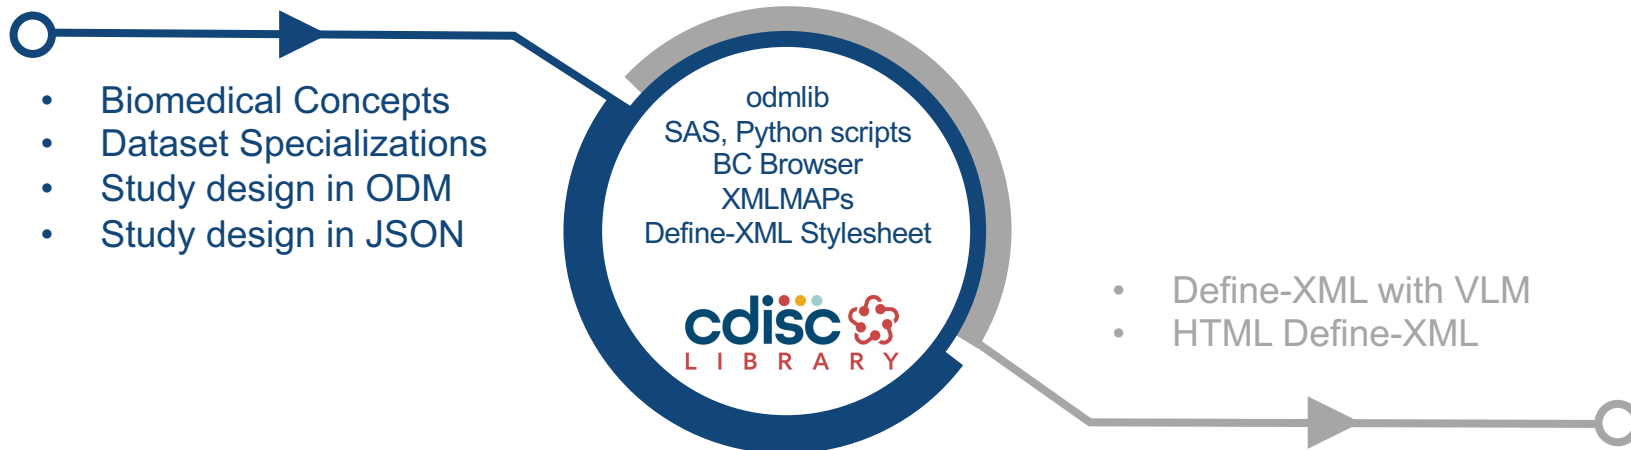 • Biomedical Concepts
• Dataset Specializations
• Study design in ODM
• Study design in JSON
odmlib
SAS, Python scripts
BC Browser
XMLMAPs
Define-XML Stylesheet
cdisc
LIBRARY
• Define-XML with VLM
• HTML Define-XML